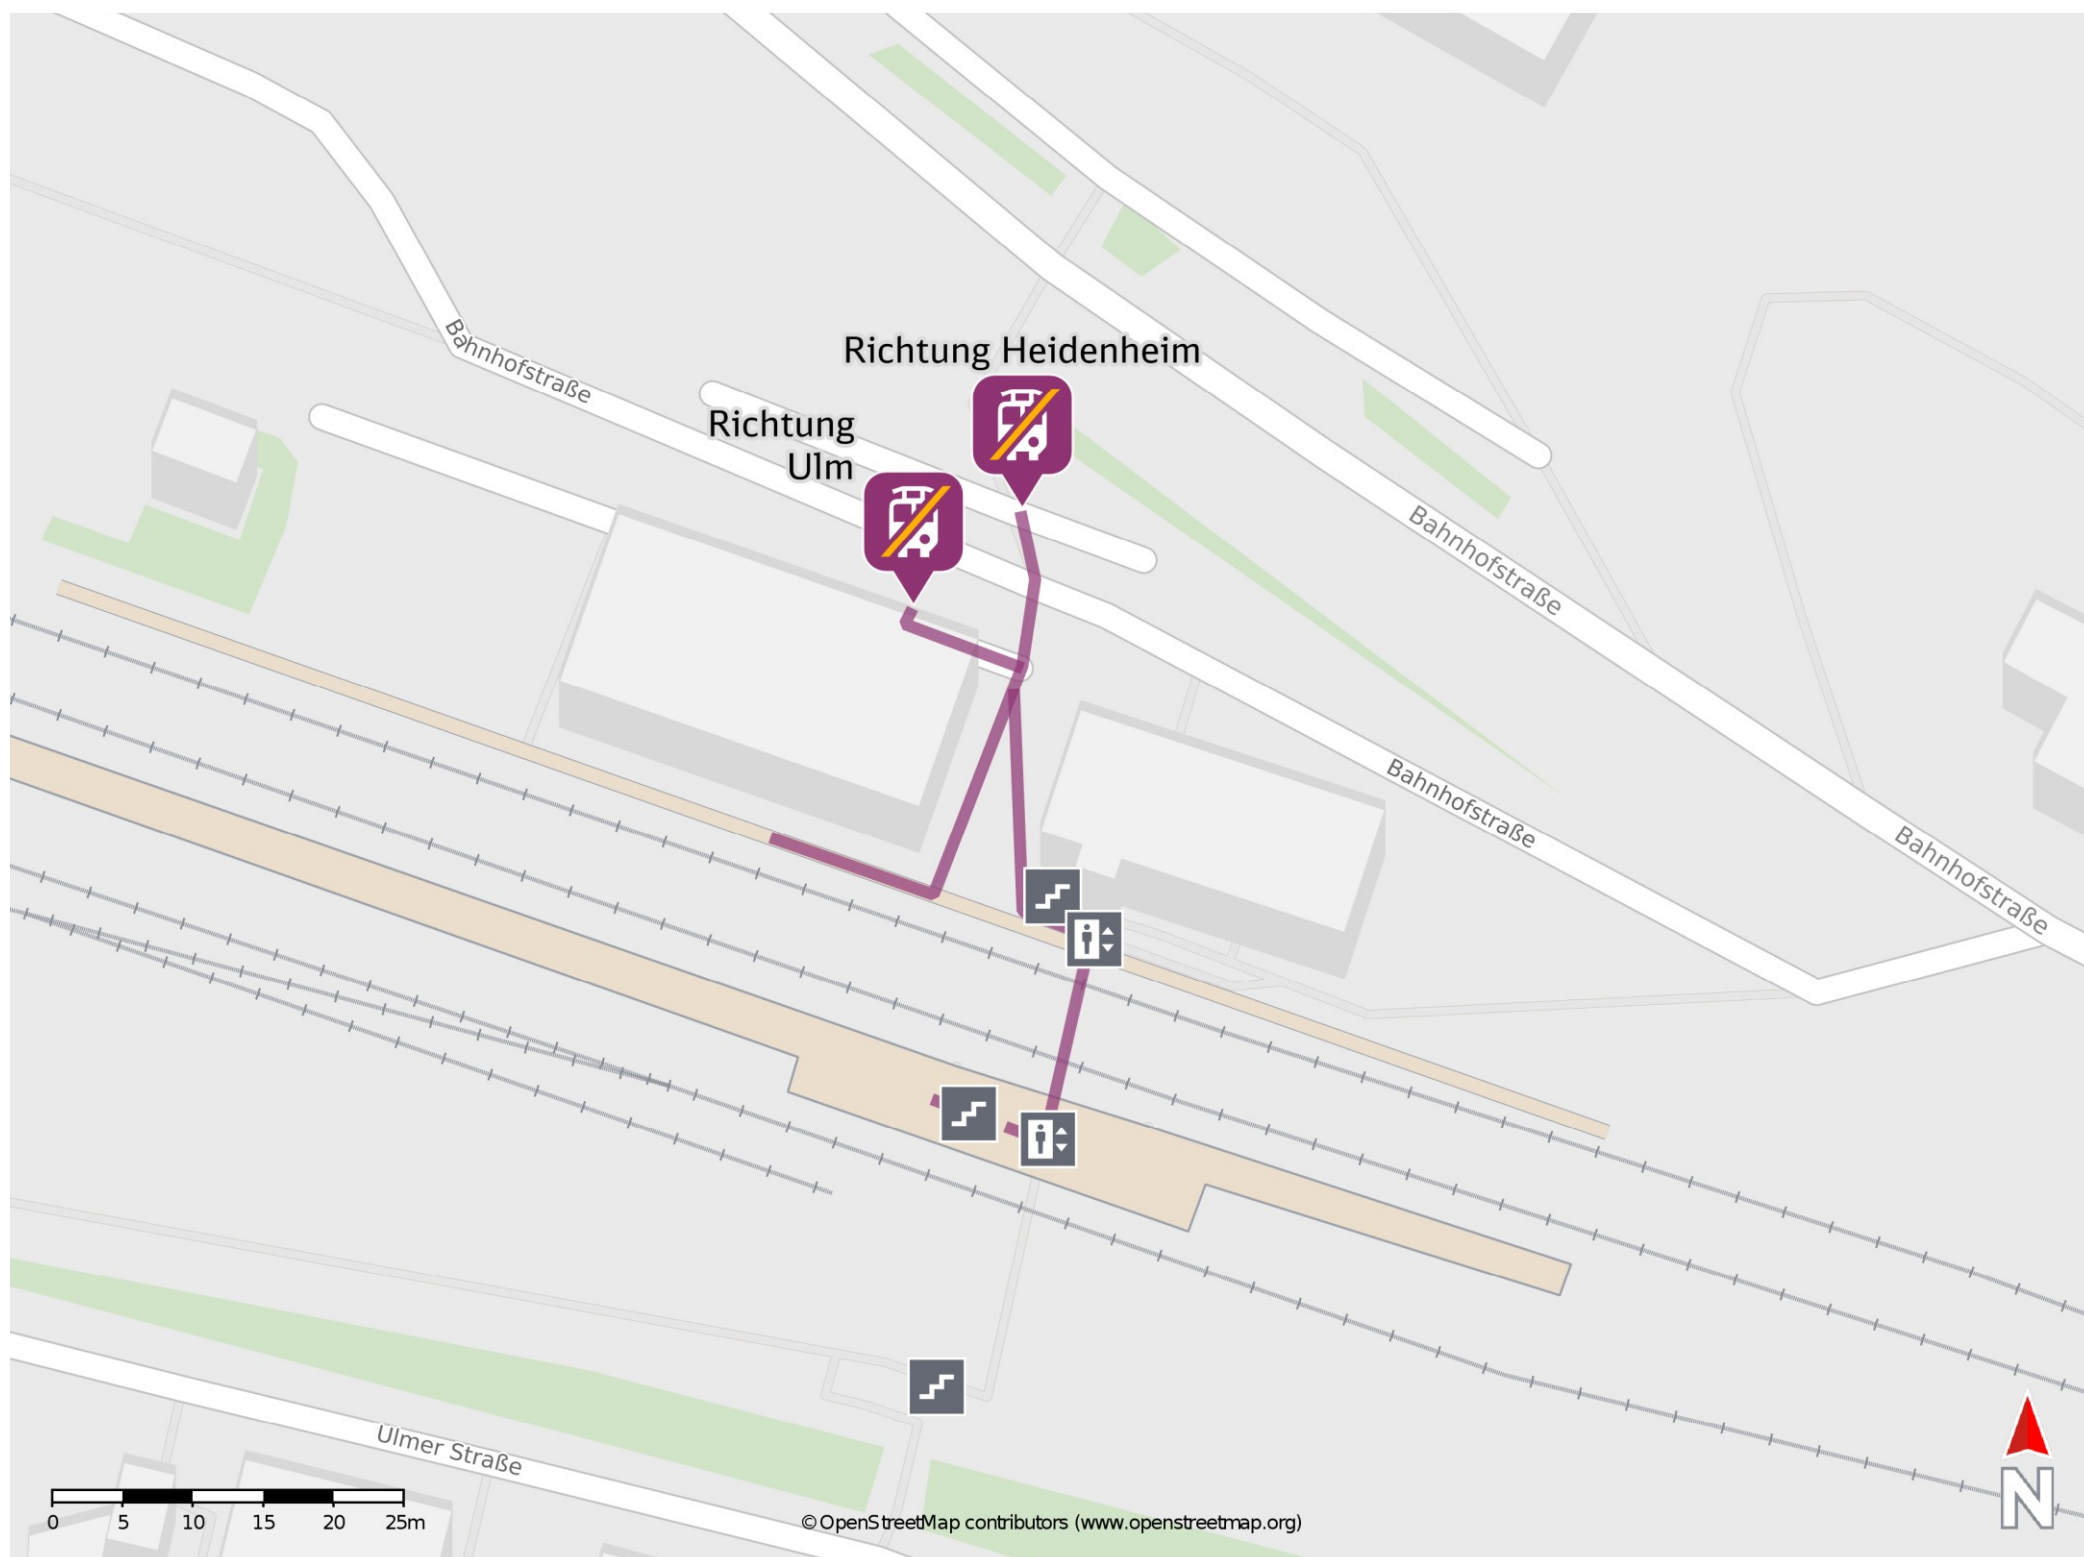 Richtung Heidenheim
Bahnhofstraße
Richtung
Ulm
Bahnhofstraße
Bahnhofstraße
Bahnhofstraße
Ulmer Straße
0 5 10 15 20 25m
©OpenStreetMap contributors (www.openstreetmap.org)
N